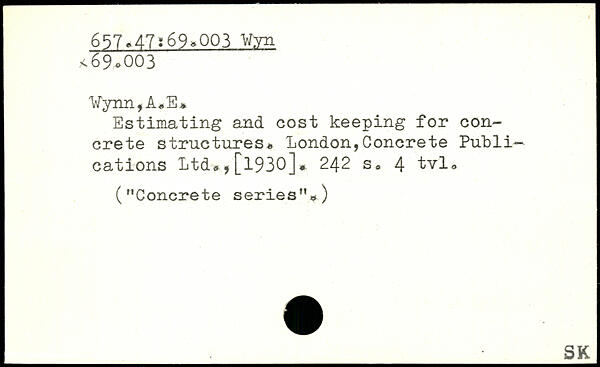 657.47:69.003 Wyn
x69.003
Wynn,A.E.
Estimating and cost keeping for con-
crete structures. London,Concrete Publi-
cations Ltd.,[1930]. 242 s. 4 tvl.
("Concrete series".)
SK